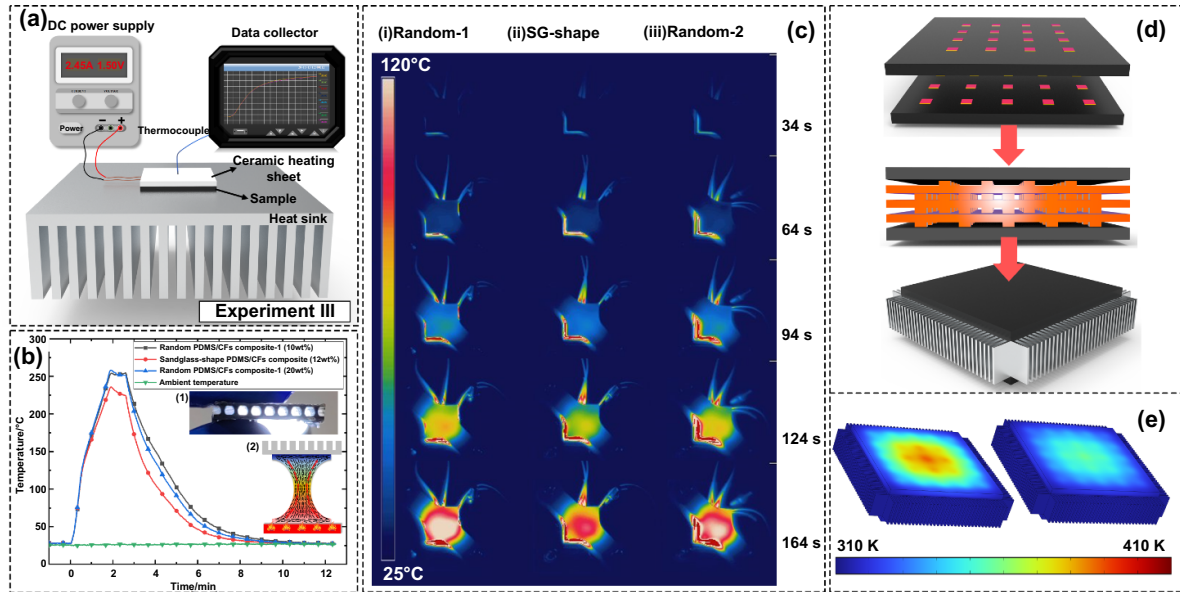 (a)
DC power supply
Data collector
2.45A 1.50V
Power
Thermocouple
Ceramic heating
sheet
Sample
Heat sink
Experiment III
(b)
300
250
200
150
100
50
0
Temperature/°C
0
2
4
6
8
10
12
Time/min
Random PDMS/CFs composite-1 (10wt%)
Sandglass-shape PDMS/CFs composite (12wt%)
Random PDMS/CFs composite-1 (20wt%)
Ambient temperature
(1)
(2)
(c)
(i)Random-1
(ii)SG-shape
(iii)Random-2
120°C
34 s
64 s
94 s
124 s
164 s
25°C
(d)
(e)
310 K
410 K